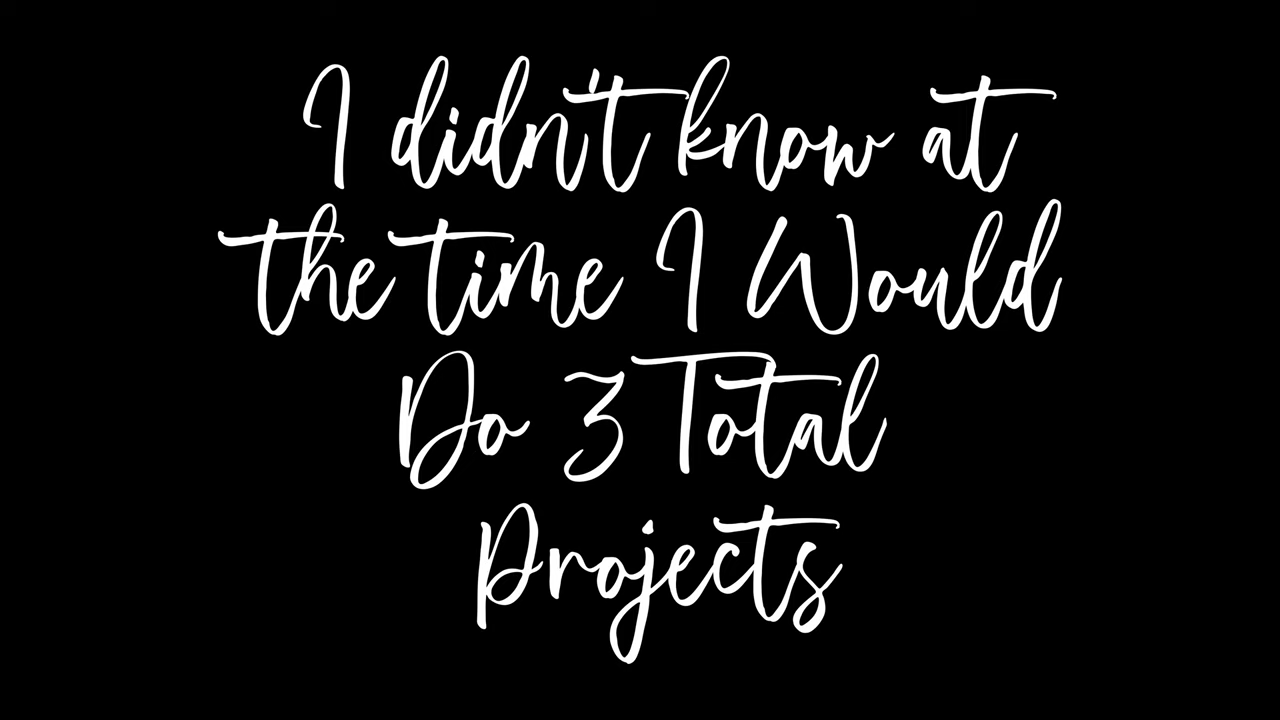 I didn't know at
the time I Would
Do 3 Total
Projects